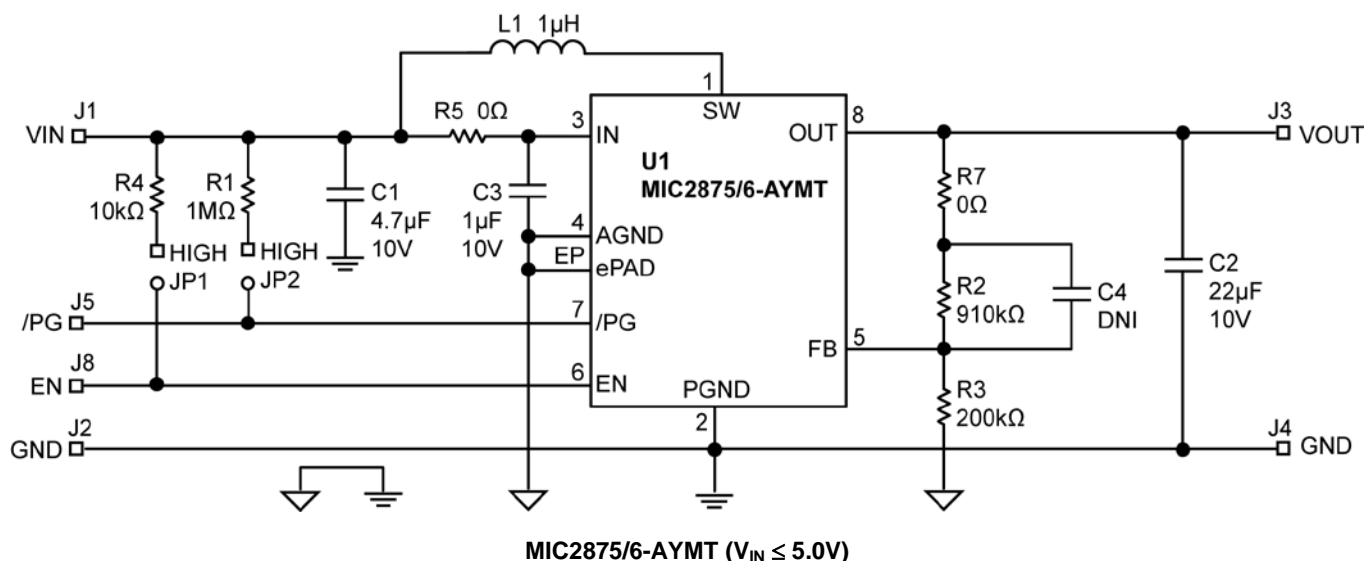 L1 1µH
1
SW
J1
VIN
R5 0Ω
3
IN
OUT
8
J3
VOUT
U1
MIC2875/6-AYMT
R4
10kΩ
R1
1MΩ
C1
4.7µF
10V
C3
1µF
10V
R7
0Ω
HIGH
JP1
HIGH
JP2
4
AGND
EP
ePAD
R2
910kΩ
C4
DNI
C2
22µF
10V
J5
/PG
7
/PG
FB
5
J8
EN
6
EN
PGND
2
R3
200kΩ
J2
GND
J4
GND
MIC2875/6-AYMT (VIN ≤ 5.0V)